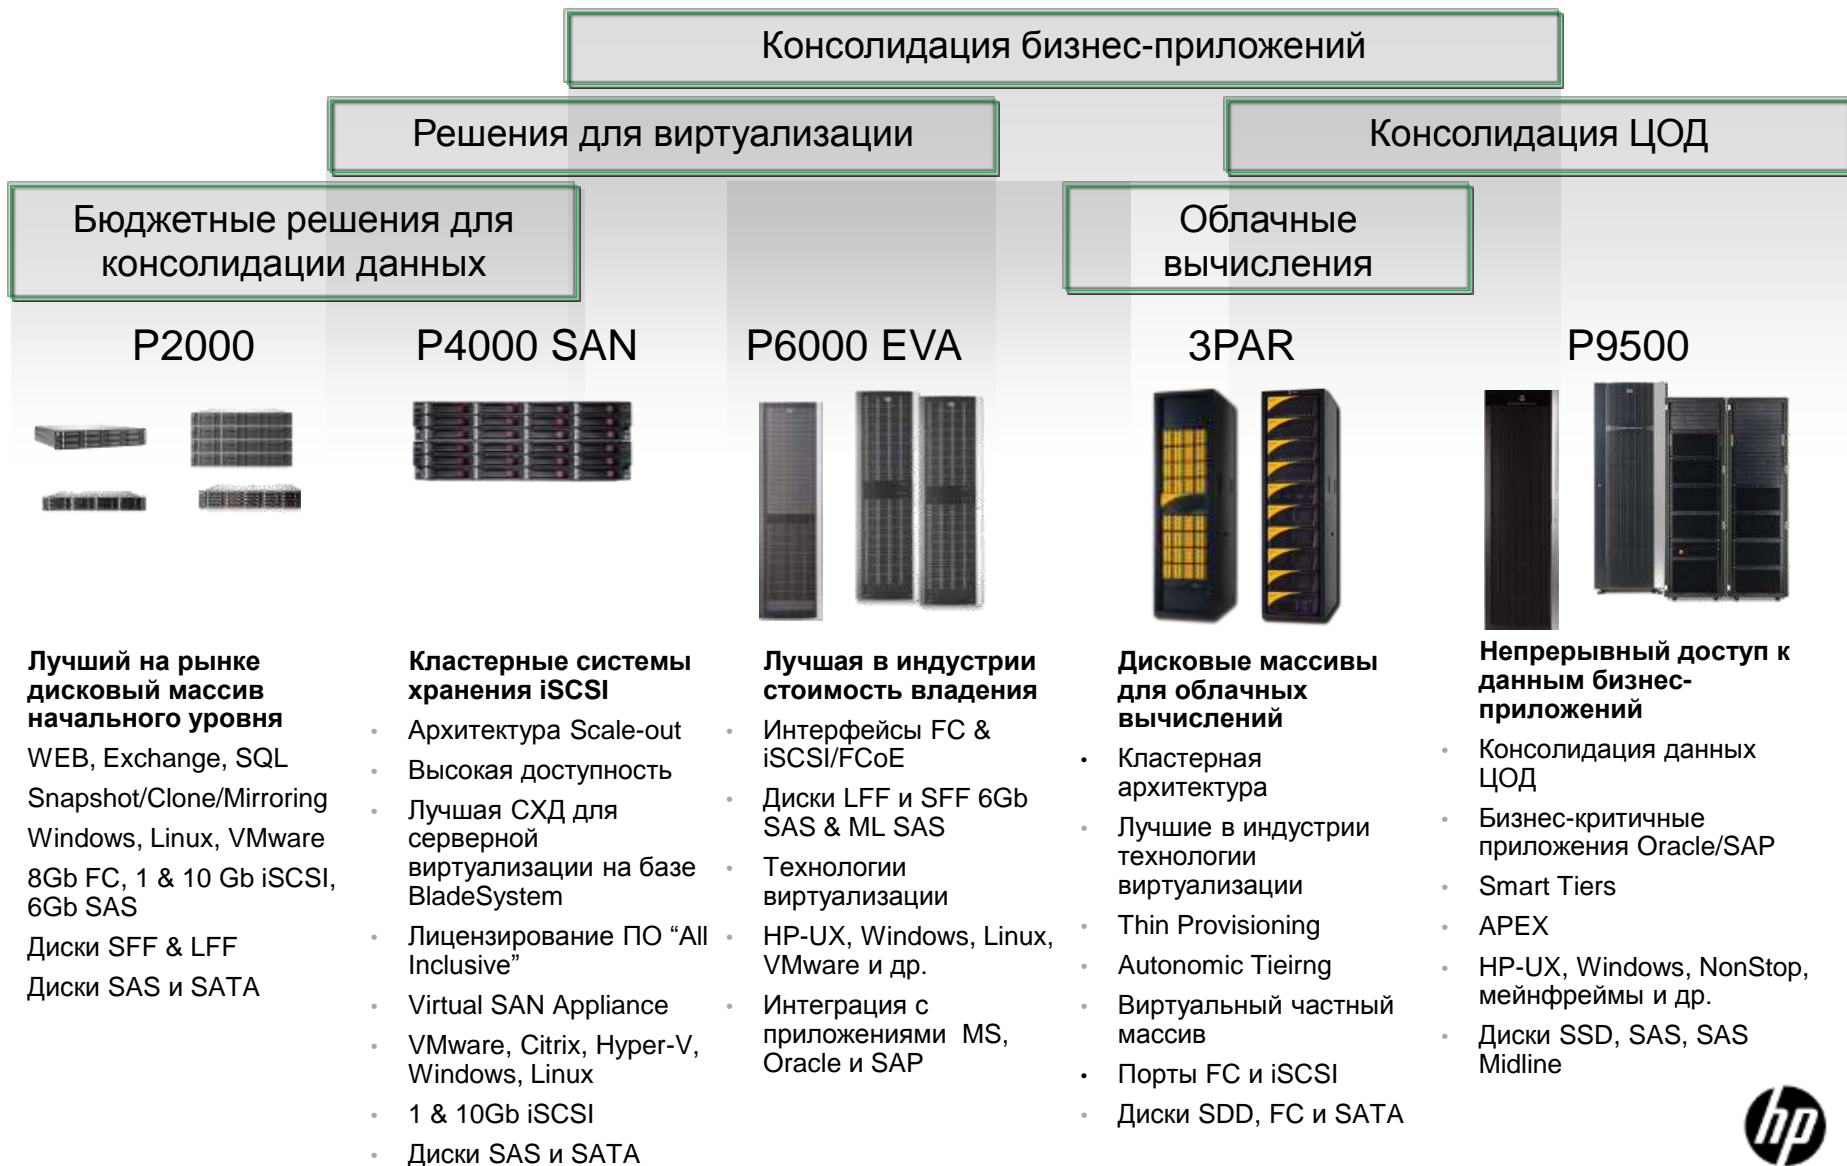 Консолидация бизнес-приложений
Решения для виртуализации
Консолидация ЦОД
Бюджетные решения для
консолидации данных
Облачные
вычисления
P2000
P4000 SAN
P6000 EVA
3PAR
P9500
Лучший на рынке
дисковый массив
начального уровня
WEB, Exchange, SQL
Snapshot/Clone/Mirroring
Windows, Linux, VMware
8Gb FC, 1 & 10 Gb iSCSI,
6Gb SAS
Диски SFF & LFF
Диски SAS и SATA
Кластерные системы
хранения iSCSI
• Архитектура Scale-out
• Высокая доступность
• Лучшая СХД для
серверной
виртуализации на базе
BladeSystem
• Лицензирование ПО “All
Inclusive”
• Virtual SAN Appliance
• VMware, Citrix, Hyper-V,
Windows, Linux
• 1 & 10Gb iSCSI
• Диски SAS и SATA
Лучшая в индустрии
стоимость владения
• Интерфейсы FC &
iSCSI/FCoE
• Диски LFF и SFF 6Gb
SAS & ML SAS
• Технологии
виртуализации
• HP-UX, Windows, Linux,
VMware и др.
• Интеграция с
приложениями MS,
Oracle и SAP
Дисковые массивы
для облачных
вычислений
• Кластерная
архитектура
• Лучшие в индустрии
технологии
виртуализации
• Thin Provisioning
• Autonomic Tieirng
• Виртуальный частный
массив
• Порты FC и iSCSI
• Диски SDD, FC и SATA
Непрерывный доступ к
данным бизнес-
приложений
• Консолидация данных
ЦОД
• Бизнес-критичные
приложения Oracle/SAP
• Smart Tiers
• APEX
• HP-UX, Windows, NonStop,
мейнфреймы и др.
• Диски SSD, SAS, SAS
Midline
hp